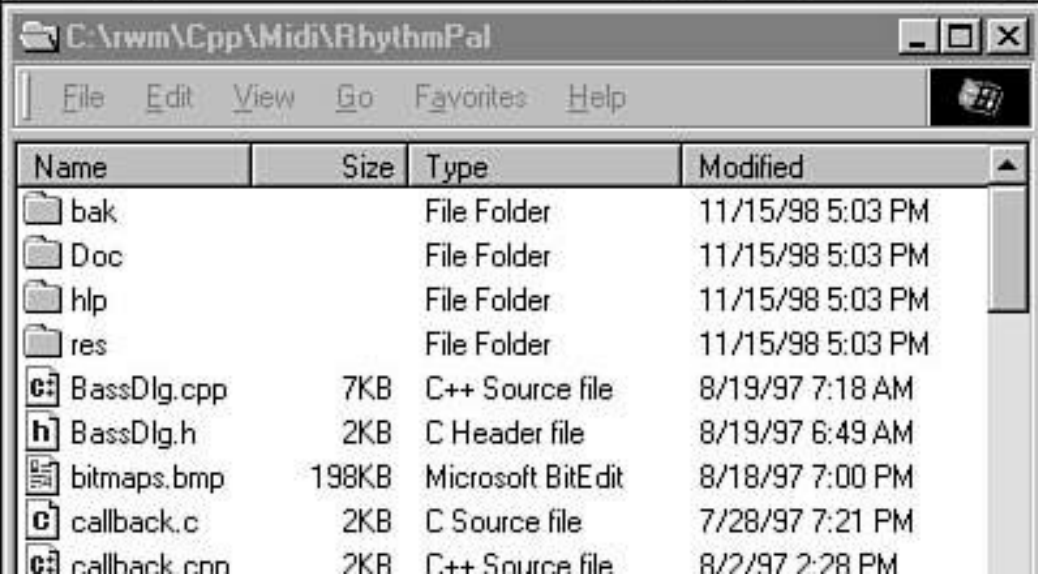 C:\rwm\Cpp\Midi\RhythmPal
File Edit View Go Favorites Help
Name Size Type Modified
bak File Folder 11/15/98 5:03 PM
Doc File Folder 11/15/98 5:03 PM
hlp File Folder 11/15/98 5:03 PM
res File Folder 11/15/98 5:03 PM
BassDlg.cpp 7KB C++ Source file 8/19/97 7:18 AM
BassDlg.h 2KB C Header file 8/19/97 6:49 AM
bitmaps.bmp 198KB Microsoft BitEdit 8/18/97 7:00 PM
callback.c 2KB C Source file 7/28/97 7:21 PM
callback.cpp 2KB C++ Source file 8/2/97 2:28 PM